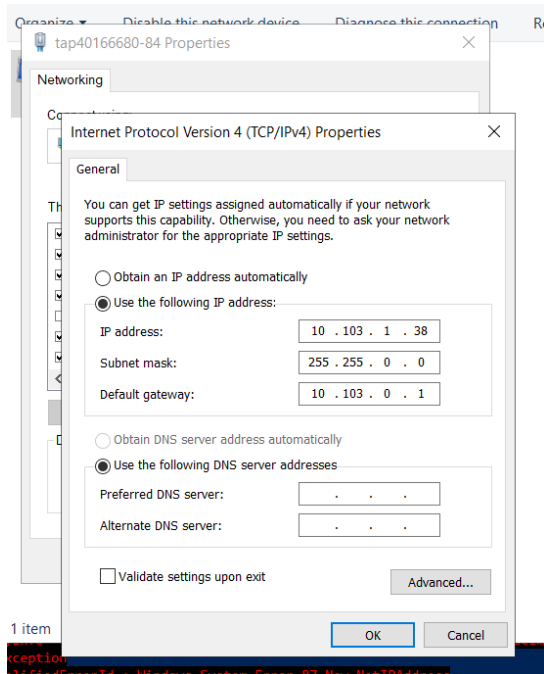 Organize Disable this network device Diagnose this connection
tap40166680-84 Properties
Networking
Internet Protocol Version 4 (TCP/IPv4) Properties
General
You can get IP settings assigned automatically if your network
supports this capability. Otherwise, you need to ask your network
administrator for the appropriate IP settings.
Obtain an IP address automatically
Use the following IP address:
IP address: 10 . 103 . 1 . 38
Subnet mask: 255 . 255 . 0 . 0
Default gateway: 10 . 103 . 0 . 1
Obtain DNS server address automatically
Use the following DNS server addresses
Preferred DNS server: . . .
Alternate DNS server: . . .
Validate settings upon exit
Advanced...
1 item
OK Cancel
xception